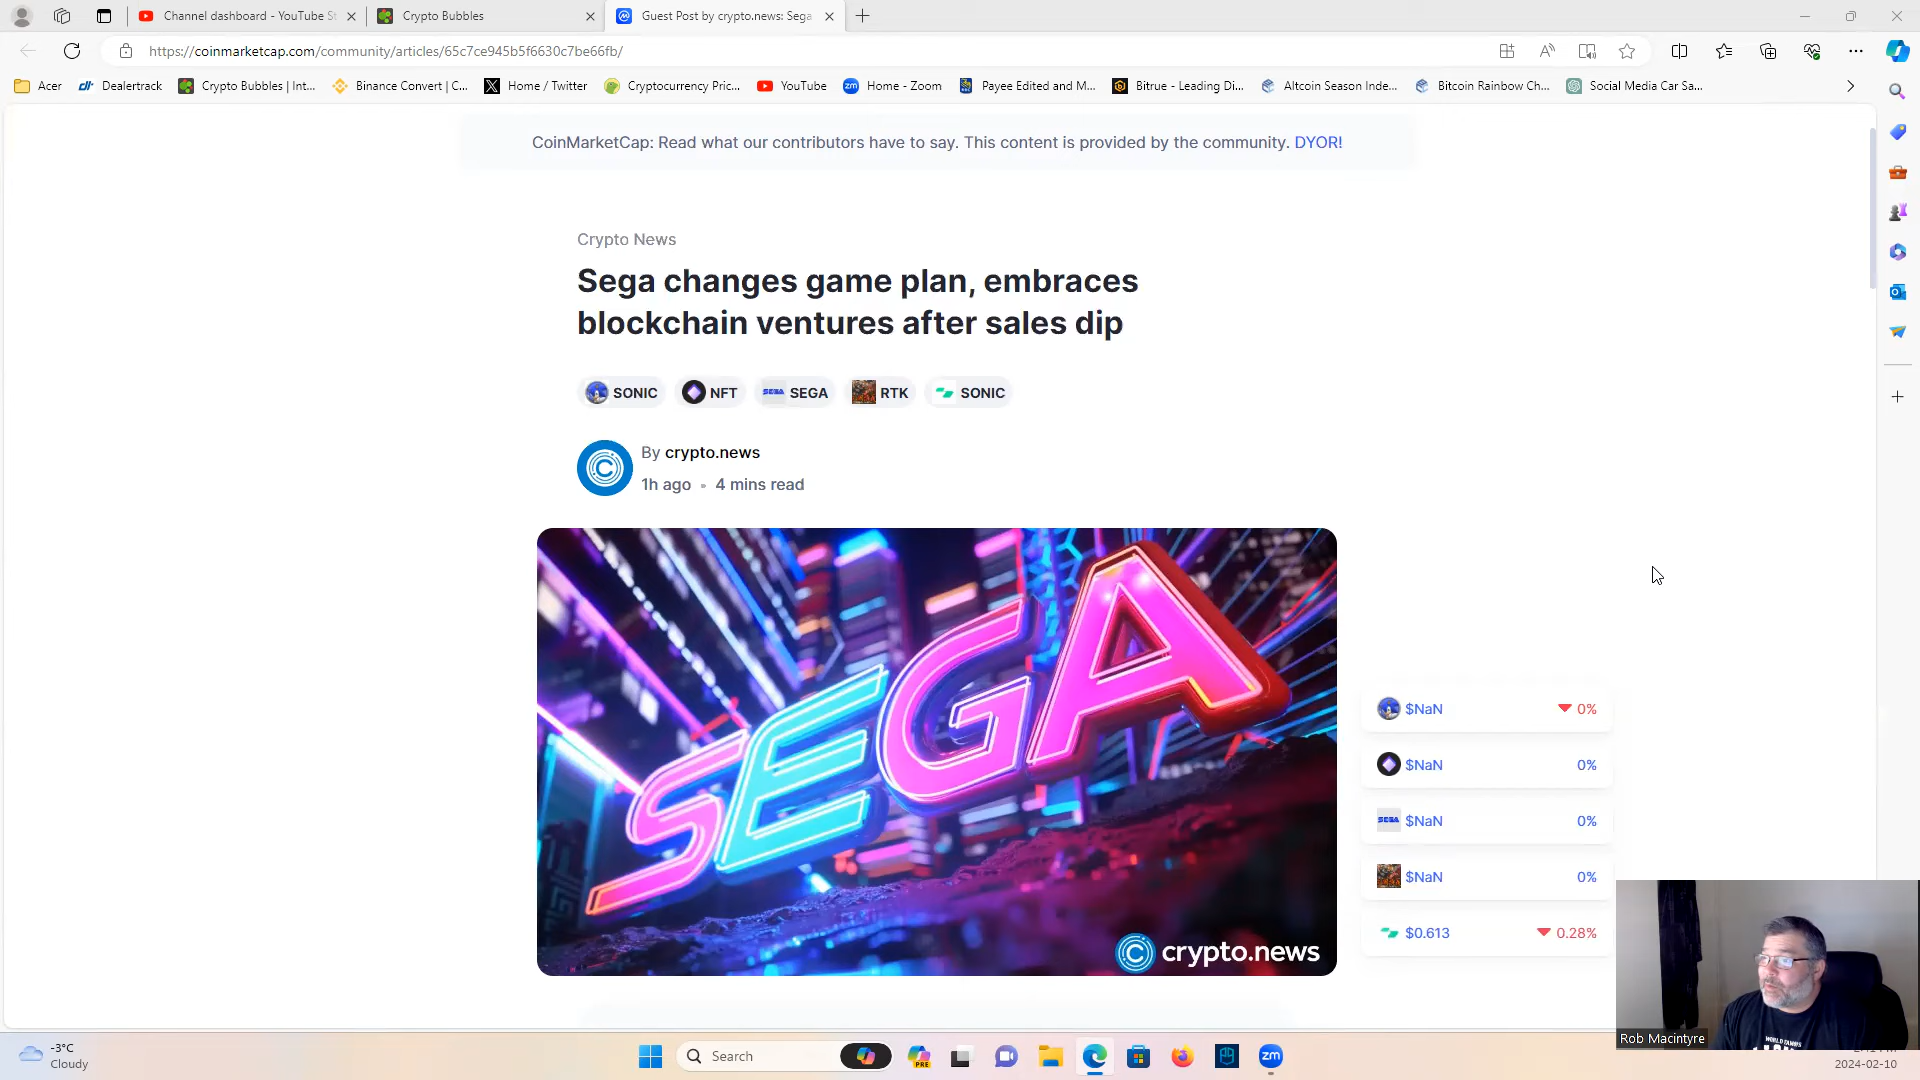 Channel dashboard - YouTube St
Crypto Bubbles
Guest Post by crypto.news: Sega
https://coinmarketcap.com/community/articles/65c7ce945b5f6630c7be66fb/
Acer
Dealertrack
Crypto Bubbles | Int...
Binance Convert | C...
Home / Twitter
Cryptocurrency Pric...
YouTube
Home - Zoom
Payee Edited and M...
Bitrue - Leading Di...
Altcoin Season Inde...
Bitcoin Rainbow Ch...
Social Media Car Sa...
CoinMarketCap: Read what our contributors have to say. This content is provided by the community. DYOR!
Crypto News
Sega changes game plan, embraces
blockchain ventures after sales dip
SONIC NFT SEGA RTK SONIC
By crypto.news
1h ago • 4 mins read
SEGA
crypto.news
$NaN 0%
$NaN 0%
SEGA $NaN 0%
$NaN 0%
$0.613 0.28%
Rob Macintyre
-3°C
Cloudy
Search
PRE
zm
2024-02-10